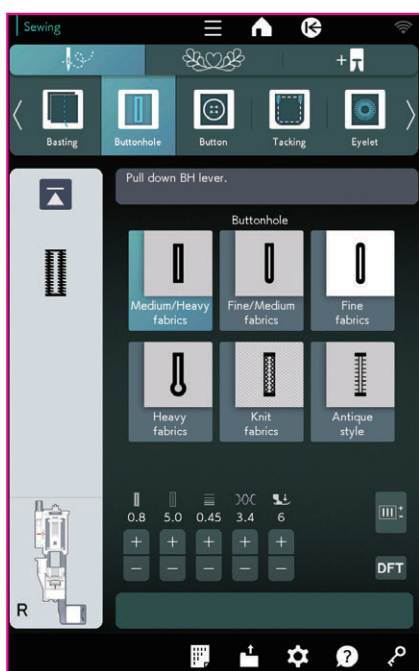 Sewing
Basting
Buttonhole
Button
Tacking
Eyelet
Pull down BH lever.
Buttonhole
Medium/Heavy
fabrics
Fine/Medium
fabrics
Fine
fabrics
Heavy
fabrics
Knit
fabrics
Antique
style
0.8 5.0 0.45 3.4 6
+ + + + +
− − − − −
DFT
R